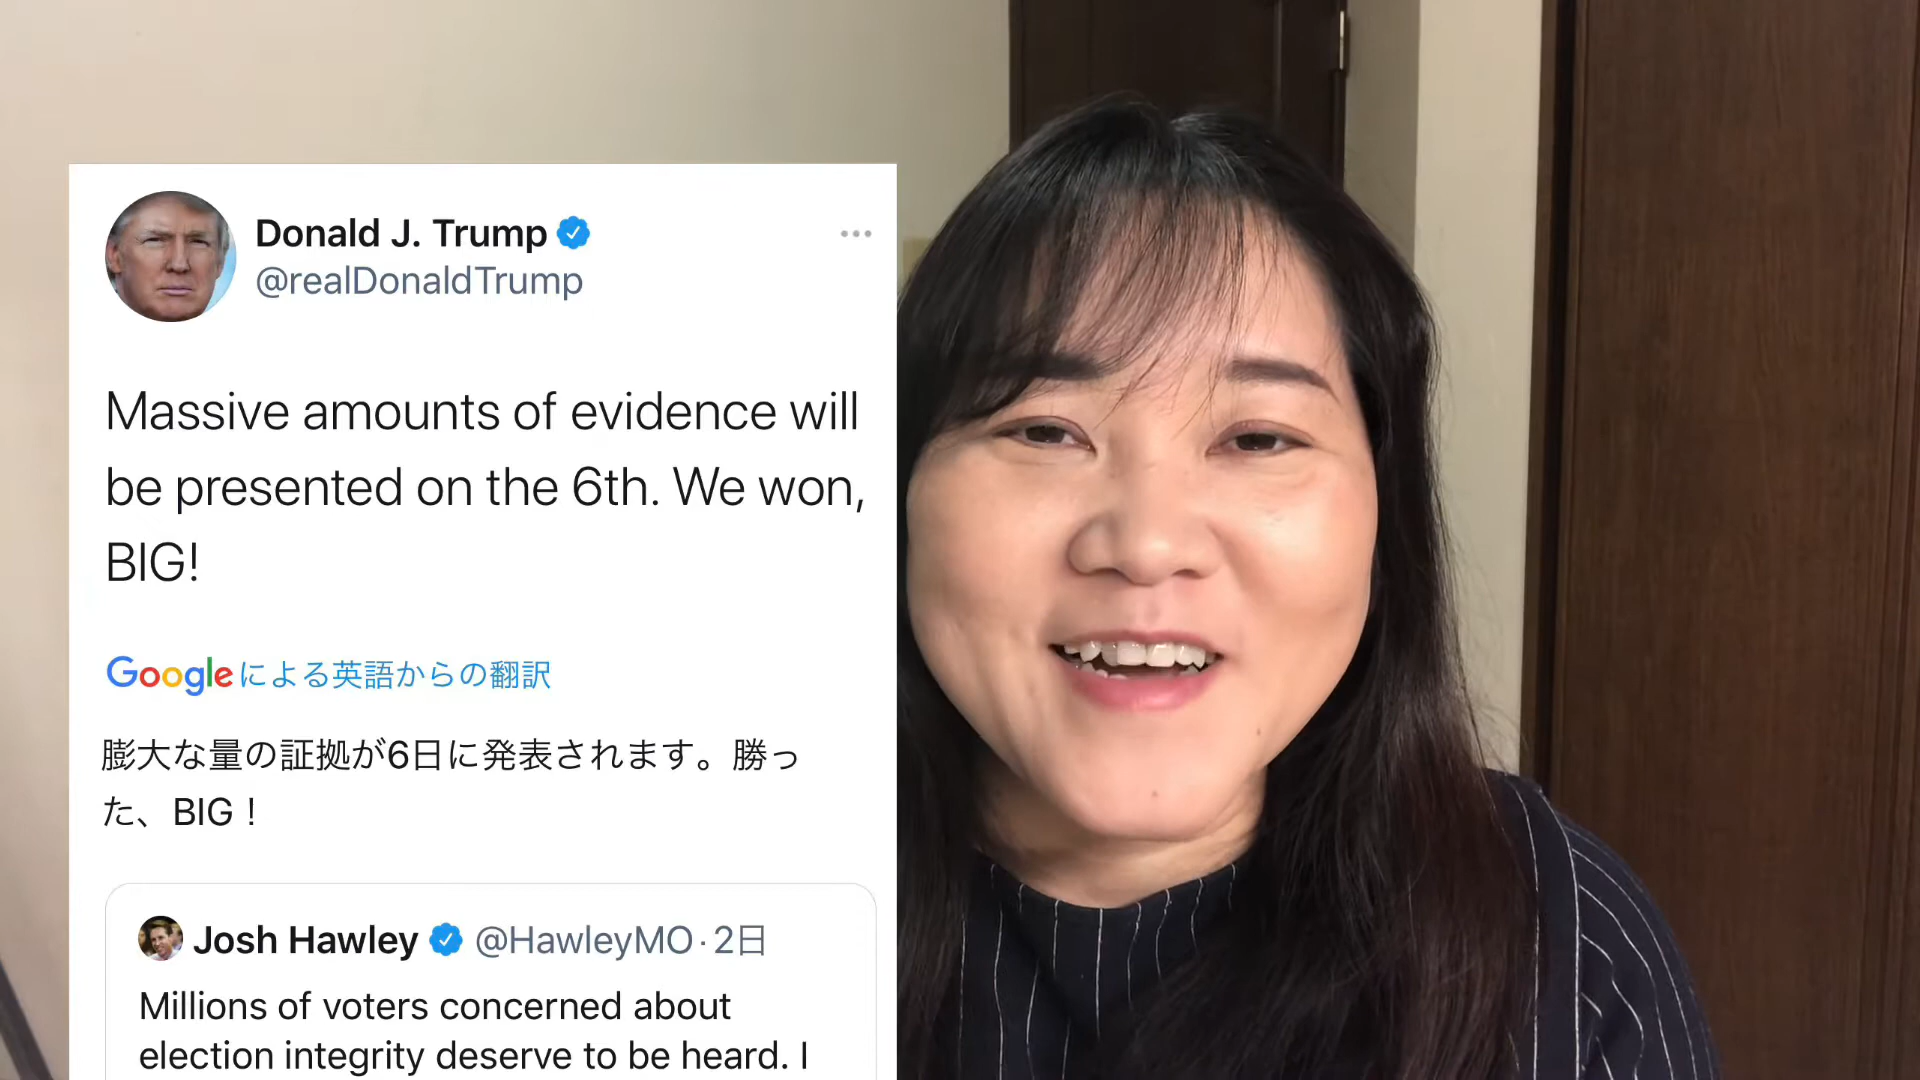 Donald J. Trump
@realDonaldTrump
Massive amounts of evidence will
be presented on the 6th. We won,
BIG!
Googleによる英語からの翻訳
膨大な量の証拠が6日に発表されます。勝っ
た、BIG！
Josh Hawley @HawleyMO·2日
Millions of voters concerned about
election integrity deserve to be heard. I